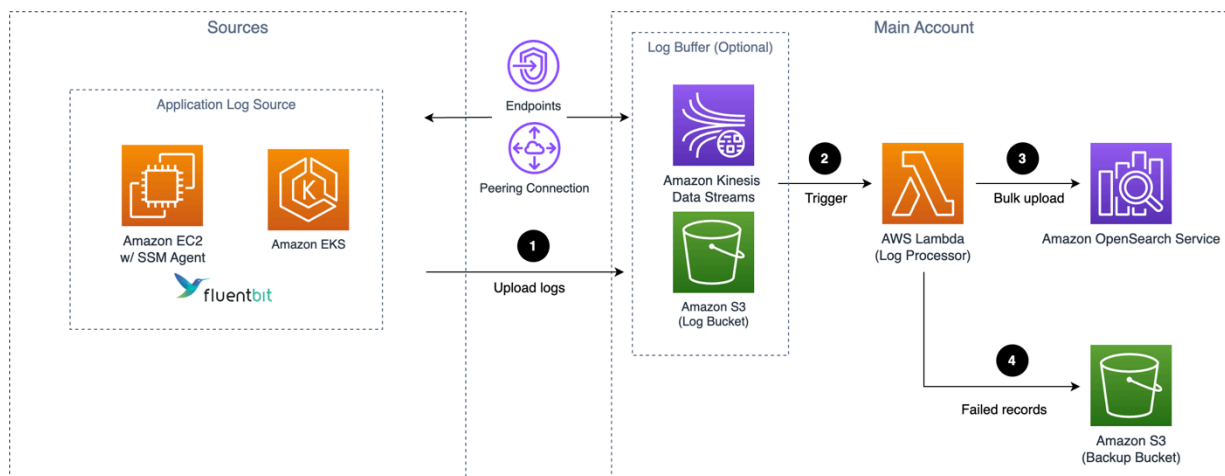 Sources
Main Account
Application Log Source
Amazon EC2
w/ SSM Agent
Amazon EKS
fluentbit
Endpoints
Peering Connection
1
Upload logs
Log Buffer (Optional)
Amazon Kinesis
Data Streams
Amazon S3
(Log Bucket)
2
Trigger
AWS Lambda
(Log Processor)
3
Bulk upload
Amazon OpenSearch Service
4
Failed records
Amazon S3
(Backup Bucket)